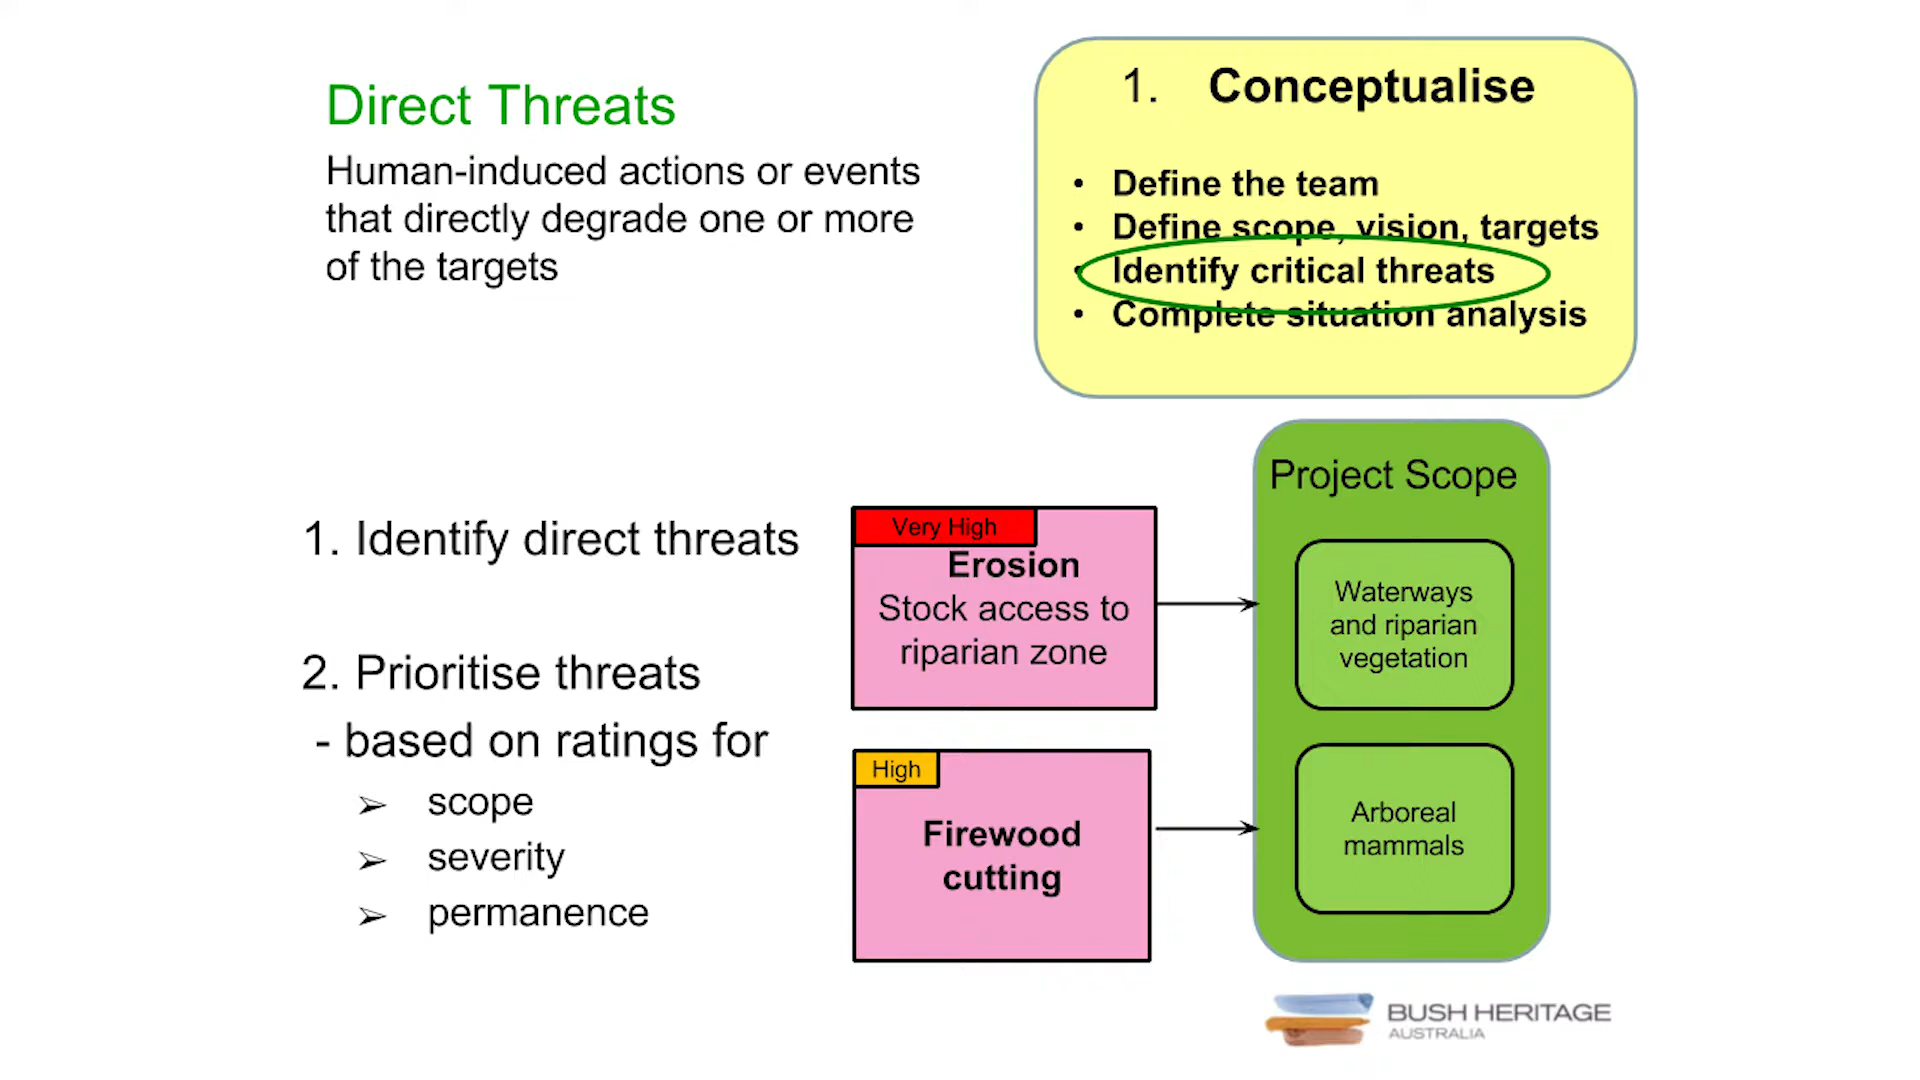 Direct Threats
Human-induced actions or events
that directly degrade one or more
of the targets
1. Conceptualise
• Define the team
• Define scope, vision, targets
• Identify critical threats
• Complete situation analysis
1. Identify direct threats
2. Prioritise threats
- based on ratings for
➢ scope
➢ severity
➢ permanence
Very High
Erosion
Stock access to
riparian zone
High
Firewood
cutting
Project Scope
Waterways
and riparian
vegetation
Arboreal
mammals
BUSH HERITAGE
AUSTRALIA